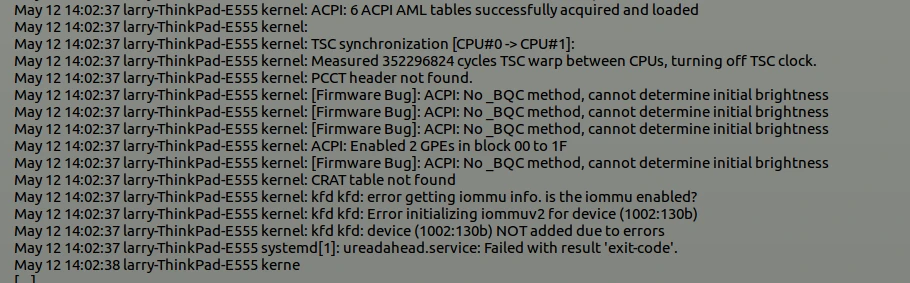 May 12 14:02:37 larry-ThinkPad-E555 kernel: ACPI: 6 ACPI AML tables successfully acquired and loaded
May 12 14:02:37 larry-ThinkPad-E555 kernel:
May 12 14:02:37 larry-ThinkPad-E555 kernel: TSC synchronization [CPU#0 -> CPU#1]:
May 12 14:02:37 larry-ThinkPad-E555 kernel: Measured 352296824 cycles TSC warp between CPUs, turning off TSC clock.
May 12 14:02:37 larry-ThinkPad-E555 kernel: PCCT header not found.
May 12 14:02:37 larry-ThinkPad-E555 kernel: [Firmware Bug]: ACPI: No _BQC method, cannot determine initial brightness
May 12 14:02:37 larry-ThinkPad-E555 kernel: [Firmware Bug]: ACPI: No _BQC method, cannot determine initial brightness
May 12 14:02:37 larry-ThinkPad-E555 kernel: [Firmware Bug]: ACPI: No _BQC method, cannot determine initial brightness
May 12 14:02:37 larry-ThinkPad-E555 kernel: ACPI: Enabled 2 GPEs in block 00 to 1F
May 12 14:02:37 larry-ThinkPad-E555 kernel: [Firmware Bug]: ACPI: No _BQC method, cannot determine initial brightness
May 12 14:02:37 larry-ThinkPad-E555 kernel: CRAT table not found
May 12 14:02:37 larry-ThinkPad-E555 kernel: kfd kfd: error getting iommu info. is the iommu enabled?
May 12 14:02:37 larry-ThinkPad-E555 kernel: kfd kfd: Error initializing iommuv2 for device (1002:130b)
May 12 14:02:37 larry-ThinkPad-E555 kernel: kfd kfd: device (1002:130b) NOT added due to errors
May 12 14:02:37 larry-ThinkPad-E555 systemd[1]: ureadahead.service: Failed with result 'exit-code'.
May 12 14:02:38 larry-ThinkPad-E555 kerne